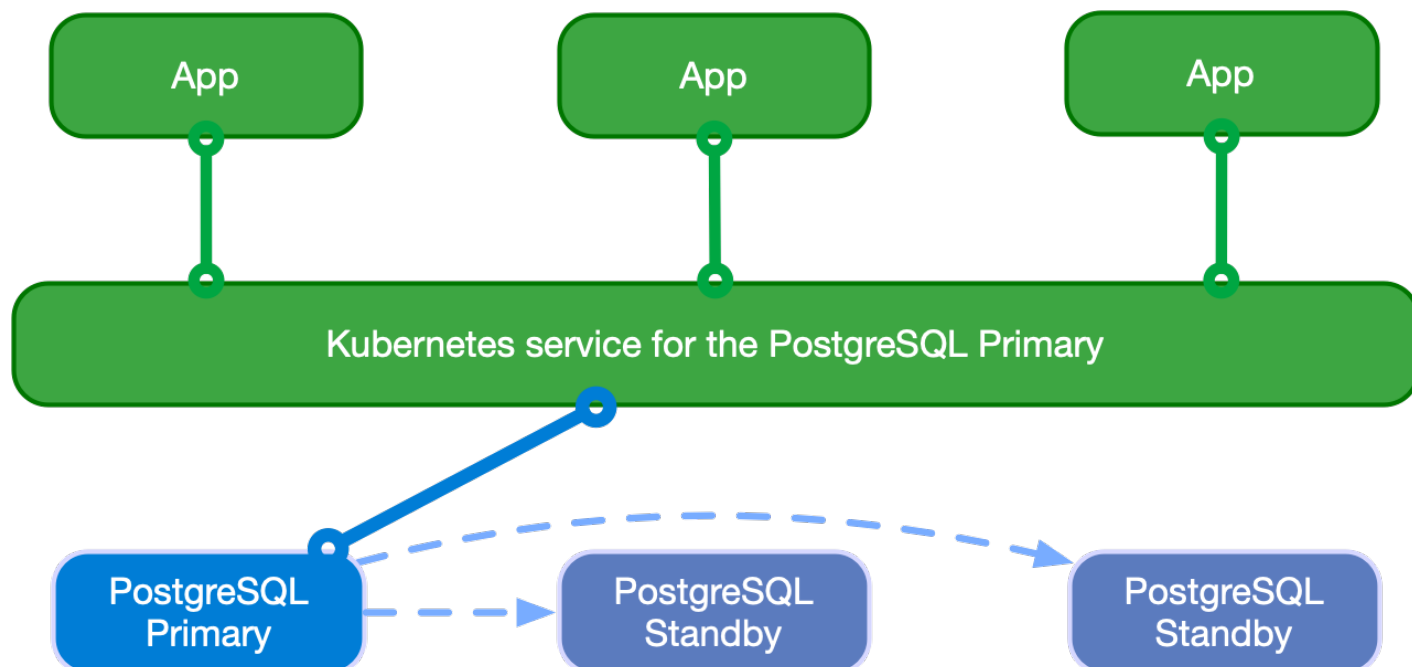 App
App
App
Kubernetes service for the PostgreSQL Primary
PostgreSQL
Primary
PostgreSQL
Standby
PostgreSQL
Standby